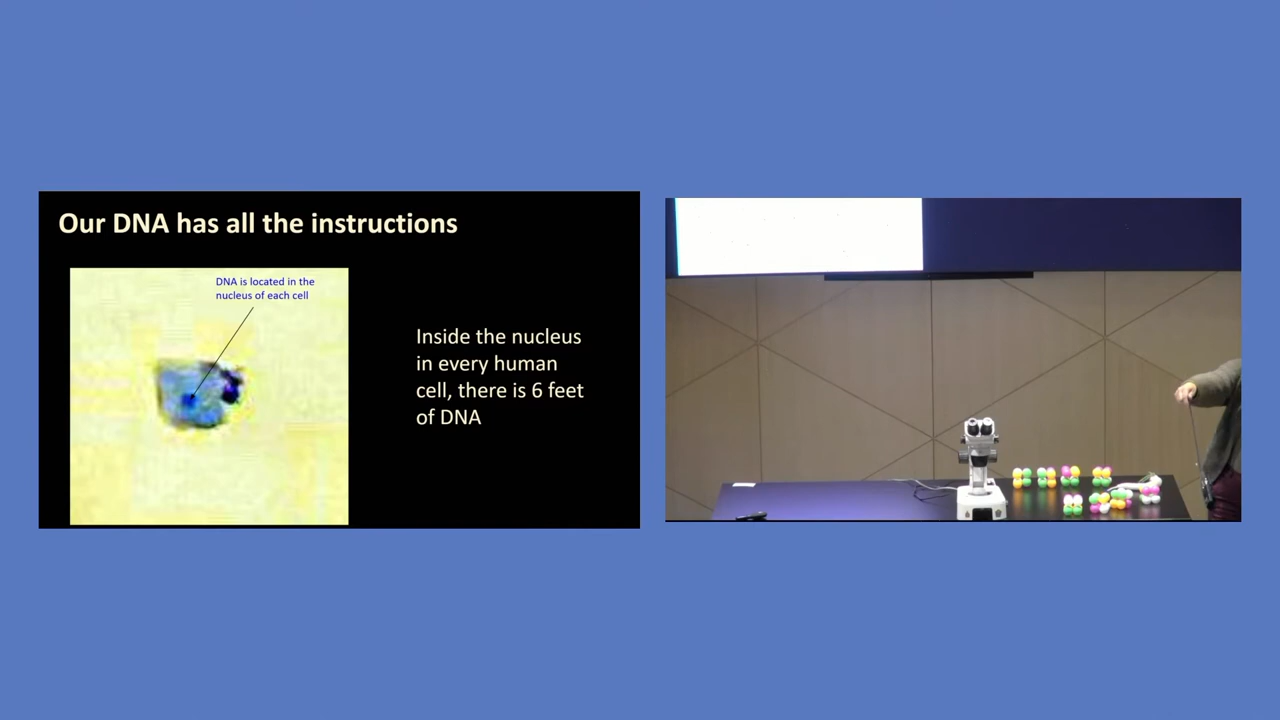 Our DNA has all the instructions
DNA is located in the
nucleus of each cell
Inside the nucleus
in every human
cell, there is 6 feet
of DNA